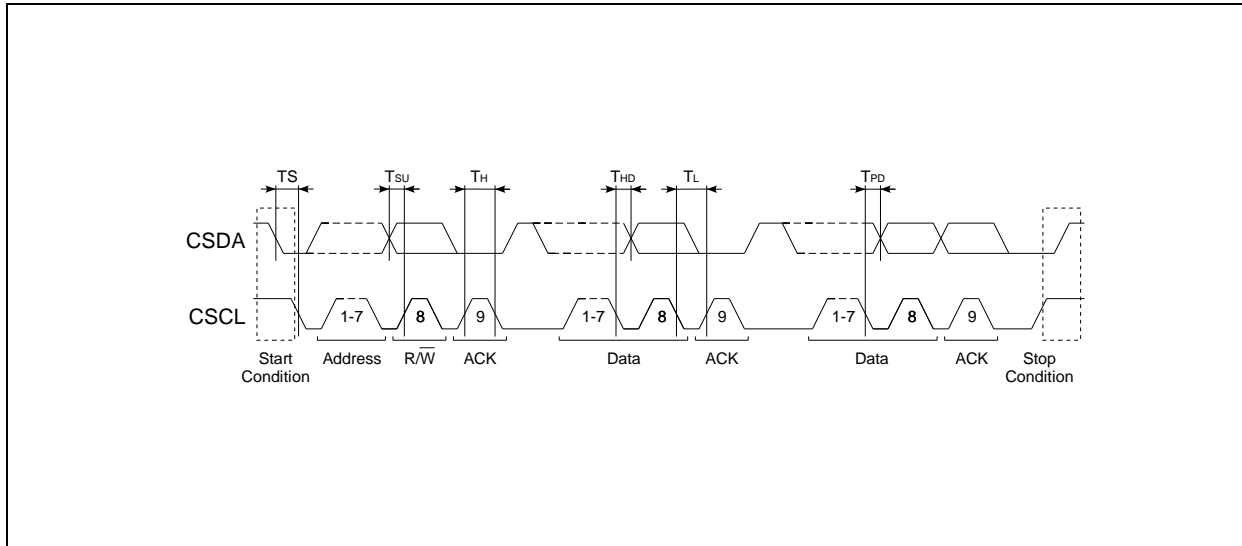 TS TSU TH THD TL TPD
CSDA
CSCL 1-7 8 9 1-7 8 9 1-7 8 9
Start Condition Address R/W̅ ACK Data ACK Data ACK Stop Condition